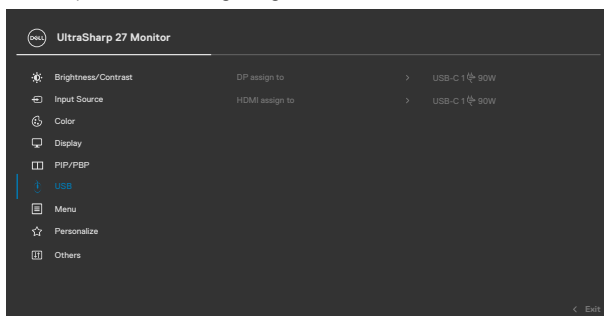 DELL UltraSharp 27 Monitor
Brightness/Contrast DP assign to > USB-C 1 90W
Input Source HDMI assign to > USB-C 1 90W
Color
Display
PIP/PBP
USB
Menu
Personalize
Others
< Exit